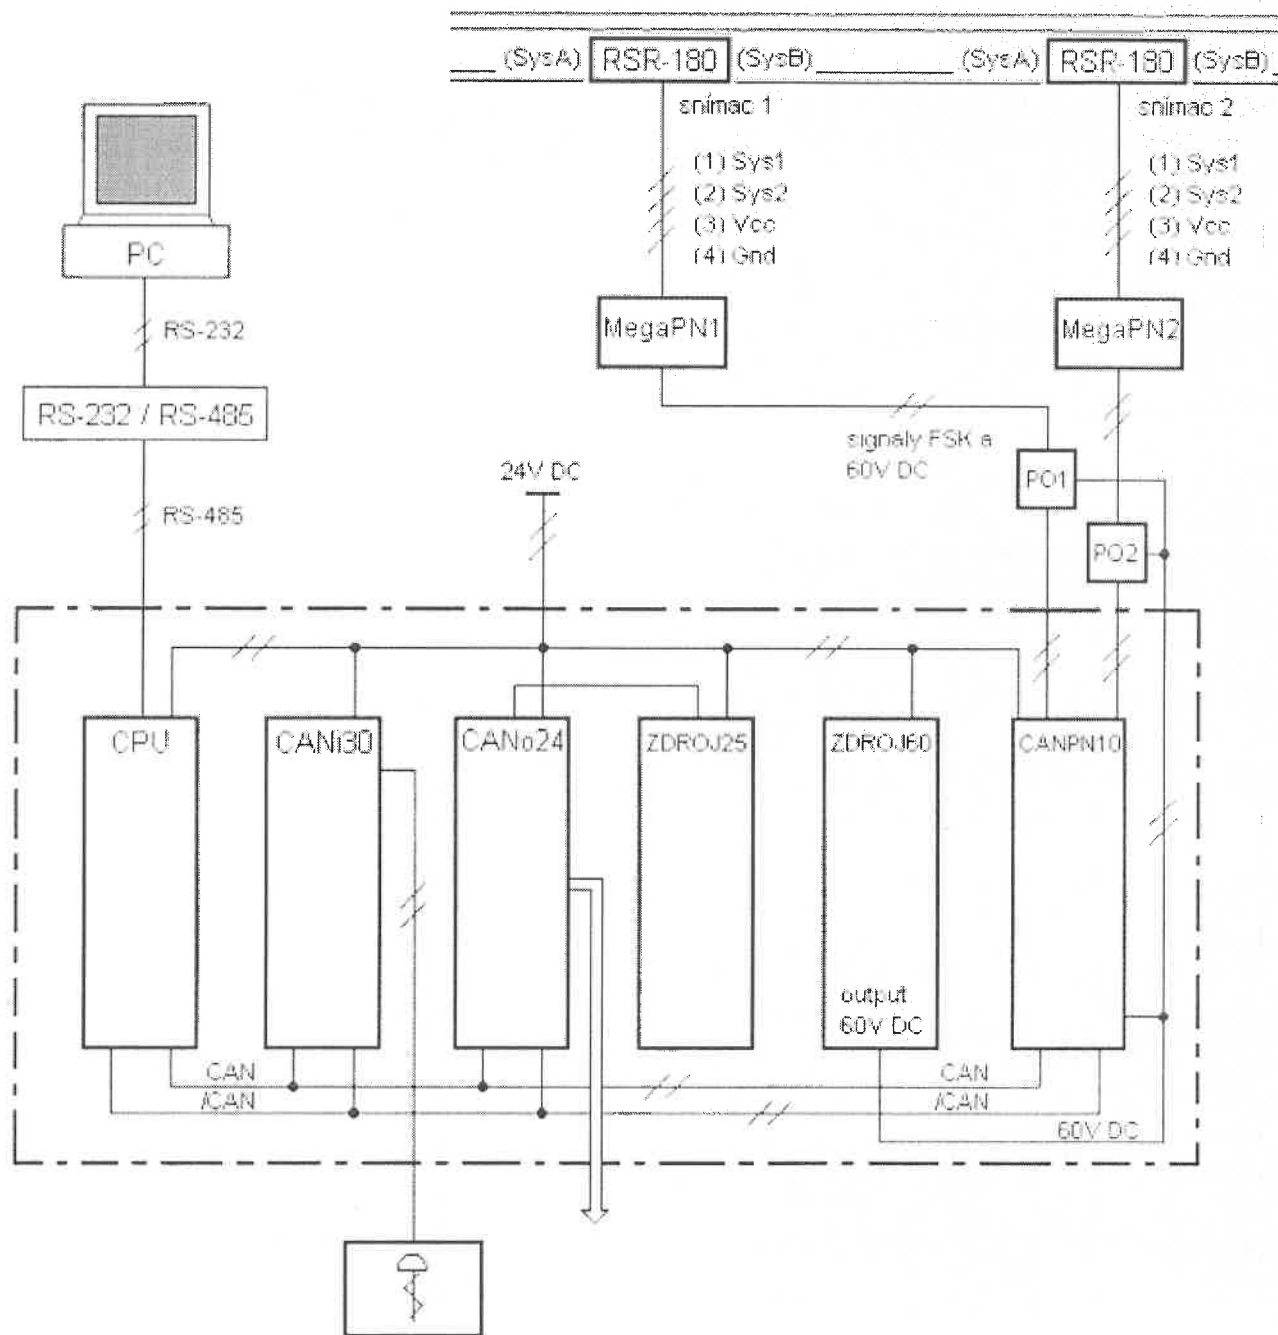 (SysA) RSR-180 (SysB) (SysA) RSR-180 (SysB)
snímac 1
snímac 2
(1) Sys1
(2) Sys2
(3) Vcc
(4) Gnd
(1) Sys1
(2) Sys2
(3) Vcc
(4) Gnd
PC
RS-232
RS-232 / RS-485
RS-485
MegaPN1
MegaPN2
signaly FSK a
60V DC
24V DC
PO1
PO2
CPU
CANi30
CANo24
ZDROJ25
ZDROJ60
CANPN10
output
60V DC
CAN
/CAN
CAN
/CAN
60V DC